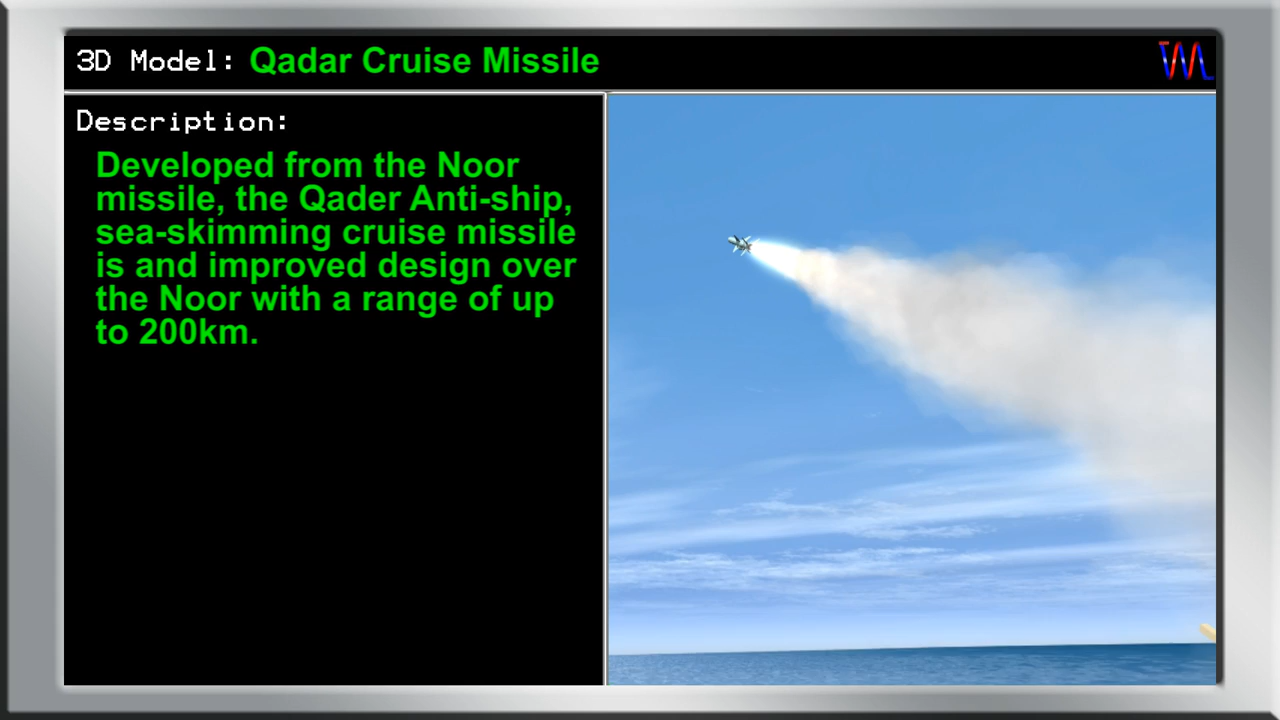 3D Model: Qadar Cruise Missile
Description:
Developed from the Noor
missile, the Qader Anti-ship,
sea-skimming cruise missile
is and improved design over
the Noor with a range of up
to 200km.